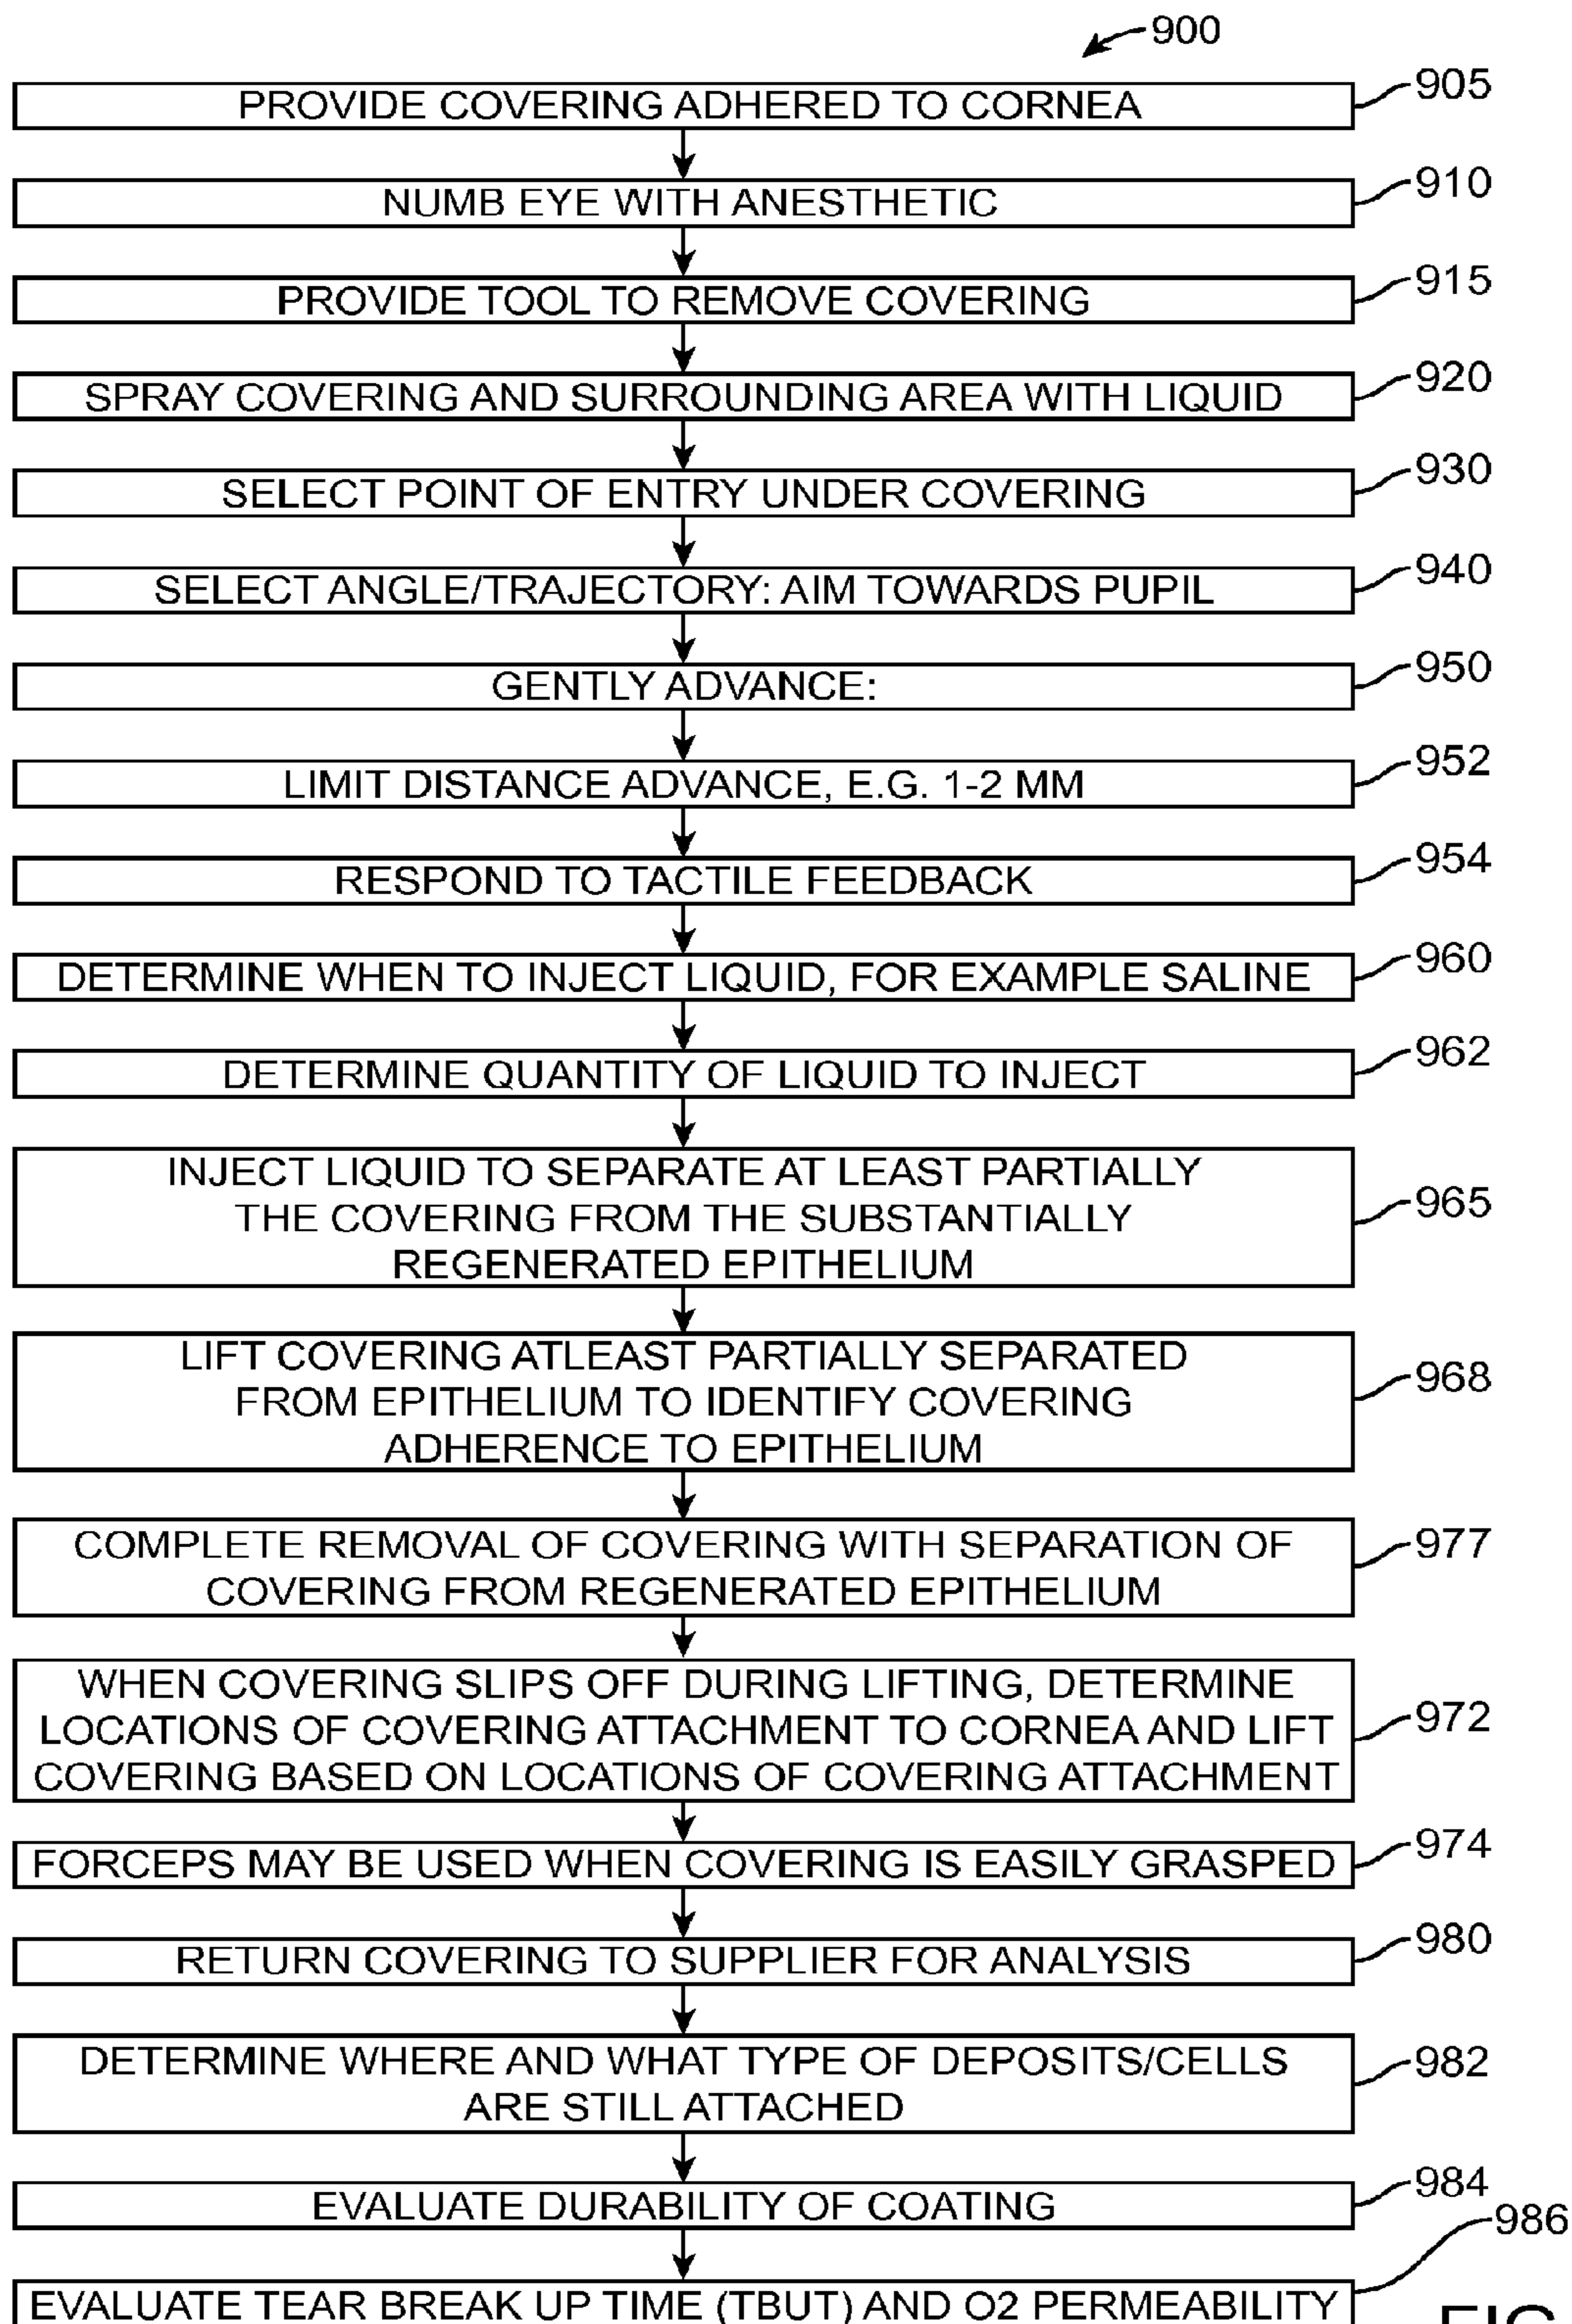 900
PROVIDE COVERING ADHERED TO CORNEA
905
NUMB EYE WITH ANESTHETIC
910
PROVIDE TOOL TO REMOVE COVERING
915
SPRAY COVERING AND SURROUNDING AREA WITH LIQUID
920
SELECT POINT OF ENTRY UNDER COVERING
930
SELECT ANGLE/TRAJECTORY: AIM TOWARDS PUPIL
940
GENTLY ADVANCE:
950
LIMIT DISTANCE ADVANCE, E.G. 1-2 MM
952
RESPOND TO TACTILE FEEDBACK
954
DETERMINE WHEN TO INJECT LIQUID, FOR EXAMPLE SALINE
960
DETERMINE QUANTITY OF LIQUID TO INJECT
962
INJECT LIQUID TO SEPARATE AT LEAST PARTIALLY
THE COVERING FROM THE SUBSTANTIALLY
REGENERATED EPITHELIUM
965
LIFT COVERING ATLEAST PARTIALLY SEPARATED
FROM EPITHELIUM TO IDENTIFY COVERING
ADHERENCE TO EPITHELIUM
968
COMPLETE REMOVAL OF COVERING WITH SEPARATION OF
COVERING FROM REGENERATED EPITHELIUM
977
WHEN COVERING SLIPS OFF DURING LIFTING, DETERMINE
LOCATIONS OF COVERING ATTACHMENT TO CORNEA AND LIFT
COVERING BASED ON LOCATIONS OF COVERING ATTACHMENT
972
FORCEPS MAY BE USED WHEN COVERING IS EASILY GRASPED
974
RETURN COVERING TO SUPPLIER FOR ANALYSIS
980
DETERMINE WHERE AND WHAT TYPE OF DEPOSITS/CELLS
ARE STILL ATTACHED
982
EVALUATE DURABILITY OF COATING
984
986
EVALUATE TEAR BREAK UP TIME (TBUT) AND O2 PERMEABILITY